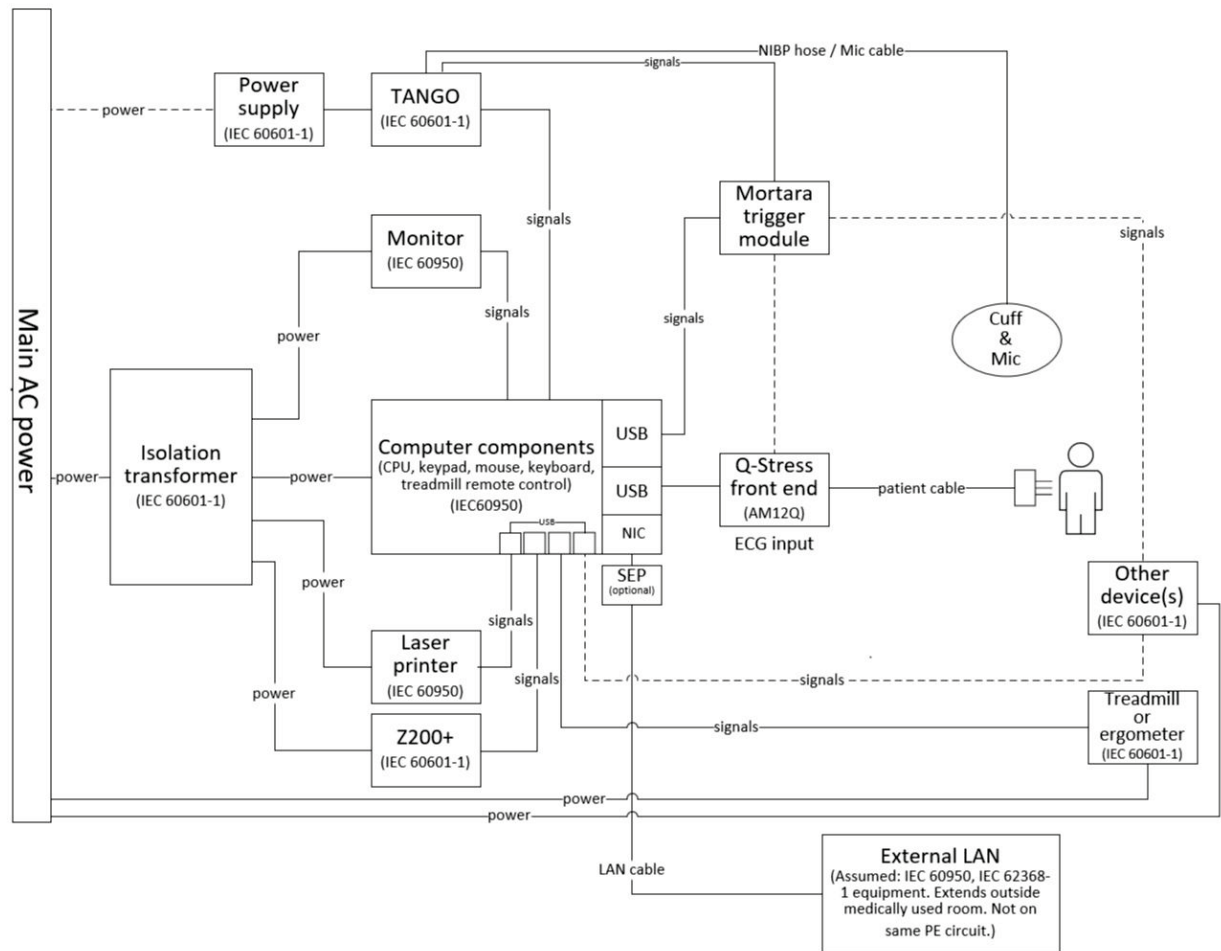 NIBP hose / Mic cable
signals
Power
supply
(IEC 60601-1)
TANGO
(IEC 60601-1)
power
Mortara
trigger
module
signals
signals
Monitor
(IEC 60950)
signals
signals
power
Cuff
&
Mic
Main AC power
Isolation
transformer
(IEC 60601-1)
power
power
Computer components
(CPU, keypad, mouse, keyboard,
treadmill remote control)
(IEC60950)
USB
USB
NIC
USB
Q-Stress
front end
(AM12Q)
ECG input
patient cable
SEP
(optional)
Other
device(s)
(IEC 60601-1)
power
signals
Laser
printer
(IEC 60950)
signals
signals
power
Z200+
(IEC 60601-1)
signals
Treadmill
or
ergometer
(IEC 60601-1)
power
power
LAN cable
External LAN
(Assumed: IEC 60950, IEC 62368-
1 equipment. Extends outside
medically used room. Not on
same PE circuit.)